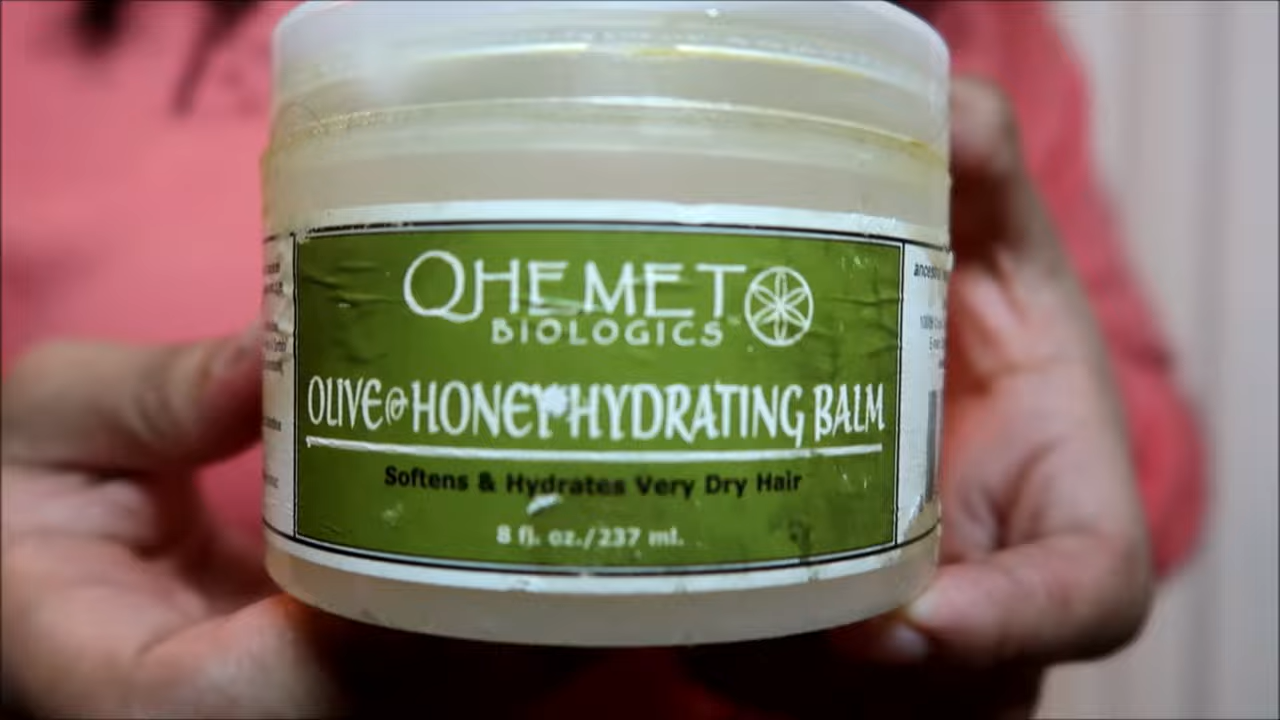 QHEMET
BIOLOGICS
OLIVE & HONEY HYDRATING BALM
Softens & Hydrates Very Dry Hair
8 fl. oz./237 ml.